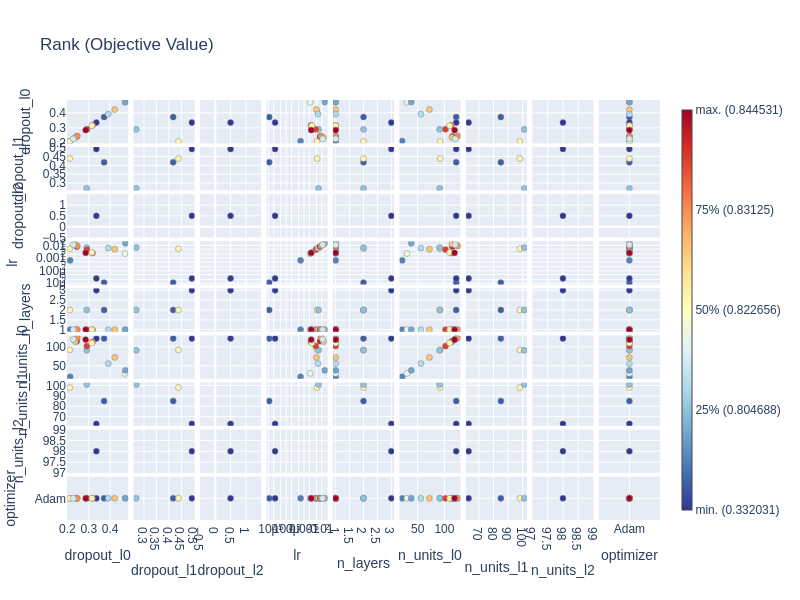 Rank (Objective Value)
max. (0.844531)
75% (0.83125)
50% (0.822656)
25% (0.804688)
min. (0.332031)
dropout_l0
0.4
0.3
0.2
dropout_l1
0.45
0.4
0.35
0.3
dropout_l2
1
0.5
0
−0.5
lr
0.01
0.001
n_layers
2.5
2
1.5
1
n_units_l0
100
50
n_units_l1
100
90
80
70
n_units_l2
99
98.5
98
97.5
97
optimizer
Adam
0.2 0.3 0.4
dropout_l0
0.3 0.35 0.4 0.45 0.5
dropout_l1
−0.5 0 0.5 1
dropout_l2
lr
1 1.5 2 2.5 3
n_layers
50 100
n_units_l0
70 80 90 100
n_units_l1
97 97.5 98 98.5 99
n_units_l2
Adam
optimizer